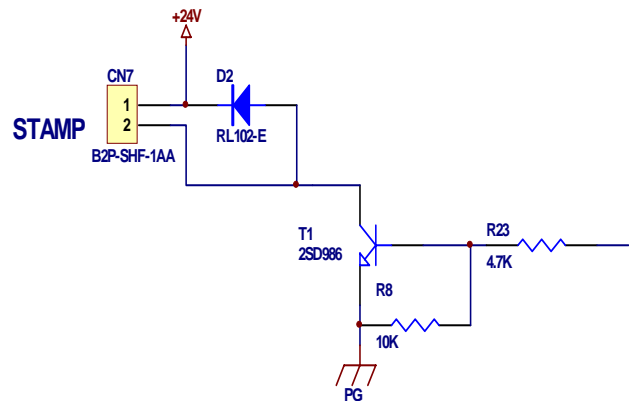 +24V
CN7
D2
1
2
STAMP
RL102-E
B2P-SHF-1AA
T1
2SD986
R23
4.7K
R8
10K
PG